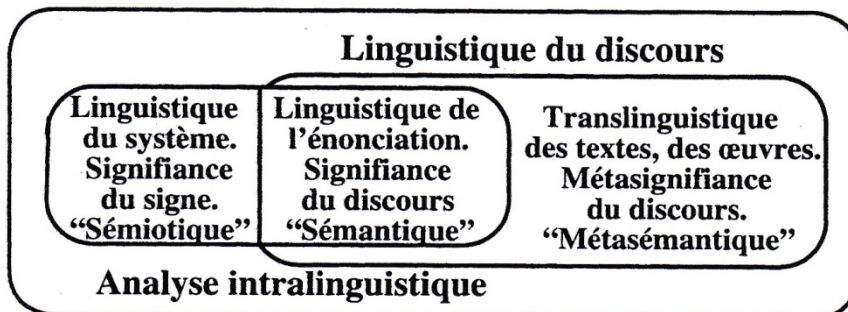 Linguistique du discours
Linguistique
du système.
Signifiance
du signe.
“Sémiotique”
Linguistique de
l’énonciation.
Signifiance
du discours
“Sémantique”
Translinguistique
des textes, des œuvres.
Métasignifiance
du discours.
“Métasémantique”
Analyse intralinguistique